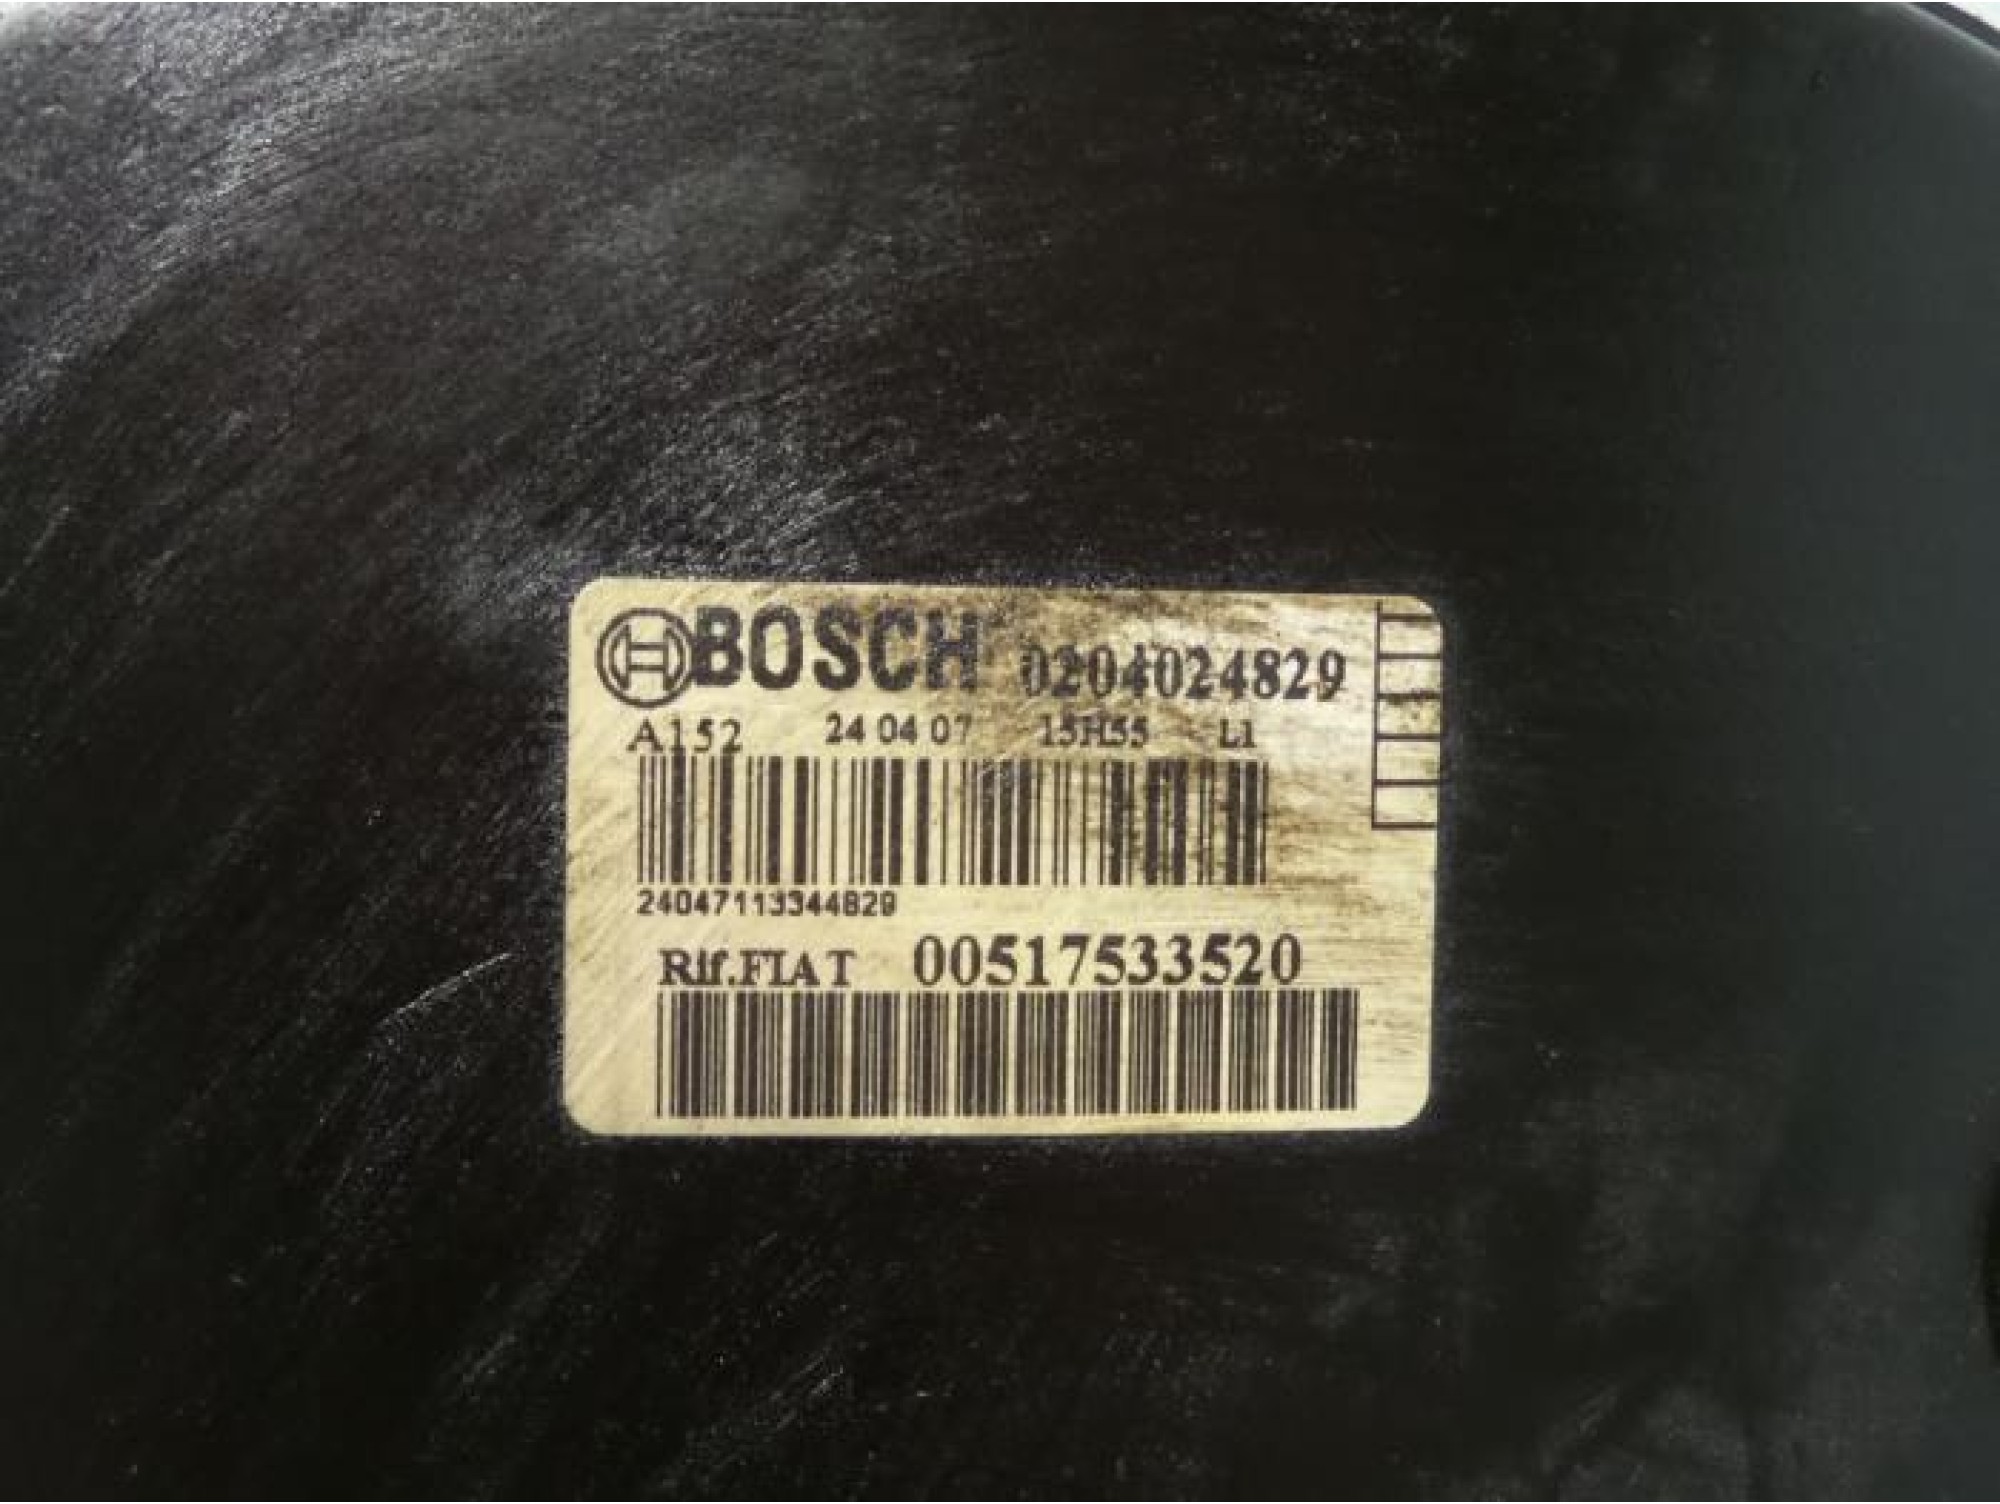 BOSCH 0204024829
A152 24 04 07 15H55 L1
24047113344829
Rif.FIAT 00517533520